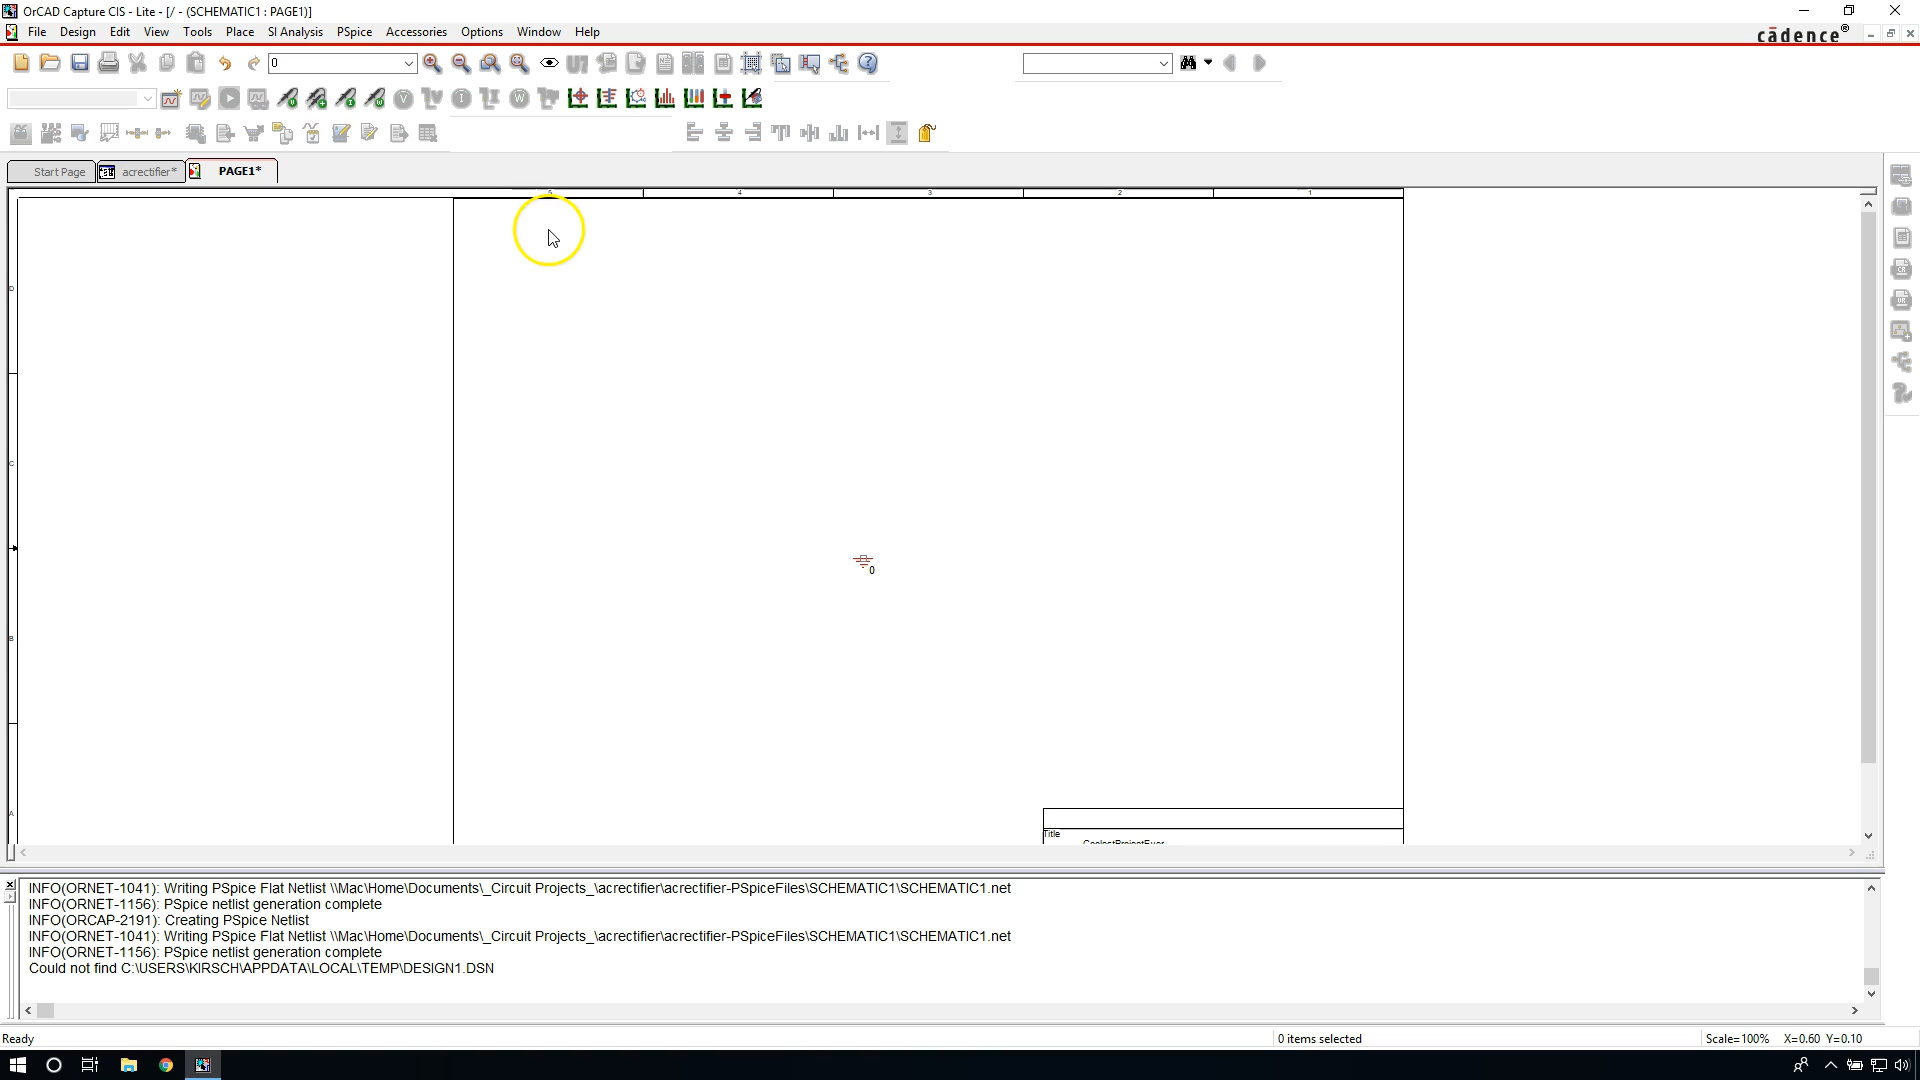 OrCAD Capture CIS - Lite - [/ - (SCHEMATIC1 : PAGE1)]
File Design Edit View Tools Place SI Analysis PSpice Accessories Options Window Help
cādence®
0
U?
V I W
Start Page acrectifier* PAGE1*
5 4 3 2 1
D
C
B
A
0
Title
CoolestProjectEver
INFO(ORNET-1041): Writing PSpice Flat Netlist \\Mac\Home\Documents\_Circuit Projects_\acrectifier\acrectifier-PSpiceFiles\SCHEMATIC1\SCHEMATIC1.net
INFO(ORNET-1156): PSpice netlist generation complete
INFO(ORCAP-2191): Creating PSpice Netlist
INFO(ORNET-1041): Writing PSpice Flat Netlist \\Mac\Home\Documents\_Circuit Projects_\acrectifier\acrectifier-PSpiceFiles\SCHEMATIC1\SCHEMATIC1.net
INFO(ORNET-1156): PSpice netlist generation complete
Could not find C:\USERS\KIRSCH\APPDATA\LOCAL\TEMP\DESIGN1.DSN
Ready 0 items selected Scale=100% X=0.60 Y=0.10